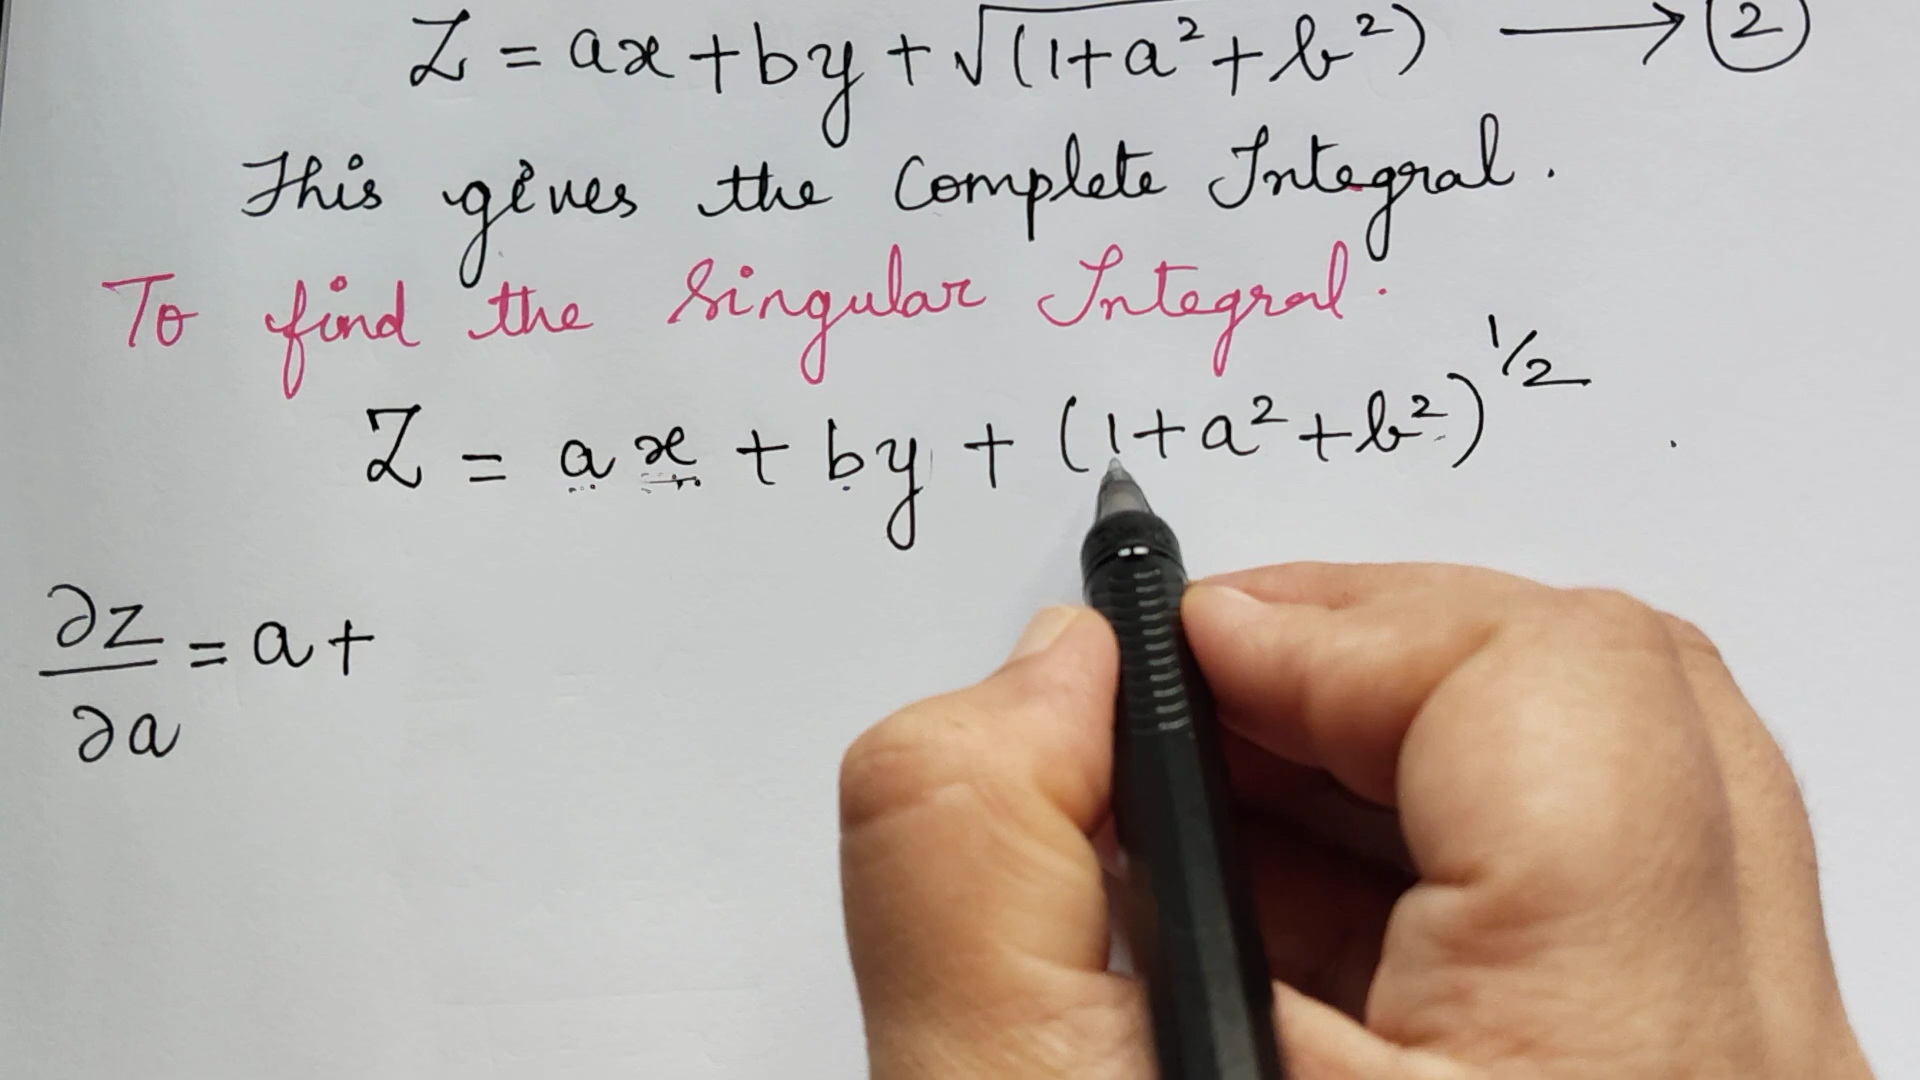 Z = ax + by + √(1+a²+b²) ⟶ ②
This gives the Complete Integral.
To find the Singular Integral.
Z = ax + by + (1+a²+b²)^1/2
∂z/∂a = a +